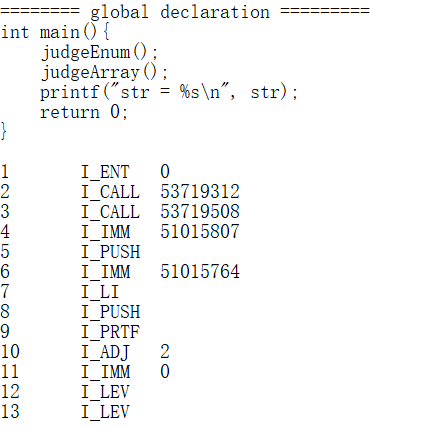 ======== global declaration =========
int main(){
    judgeEnum();
    judgeArray();
    printf("str = %s\n", str);
    return 0;
}

1       I_ENT   0
2       I_CALL  53719312
3       I_CALL  53719508
4       I_IMM   51015807
5       I_PUSH
6       I_IMM   51015764
7       I_LI
8       I_PUSH
9       I_PRTF
10      I_ADJ   2
11      I_IMM   0
12      I_LEV
13      I_LEV